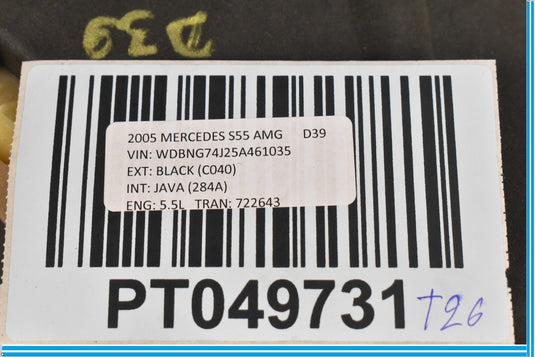 D39
2005 MERCEDES S55 AMG D39
VIN: WDBNG74J25A461035
EXT: BLACK (C040)
INT: JAVA (284A)
ENG: 5.5L TRAN: 722643
PT049731 T26